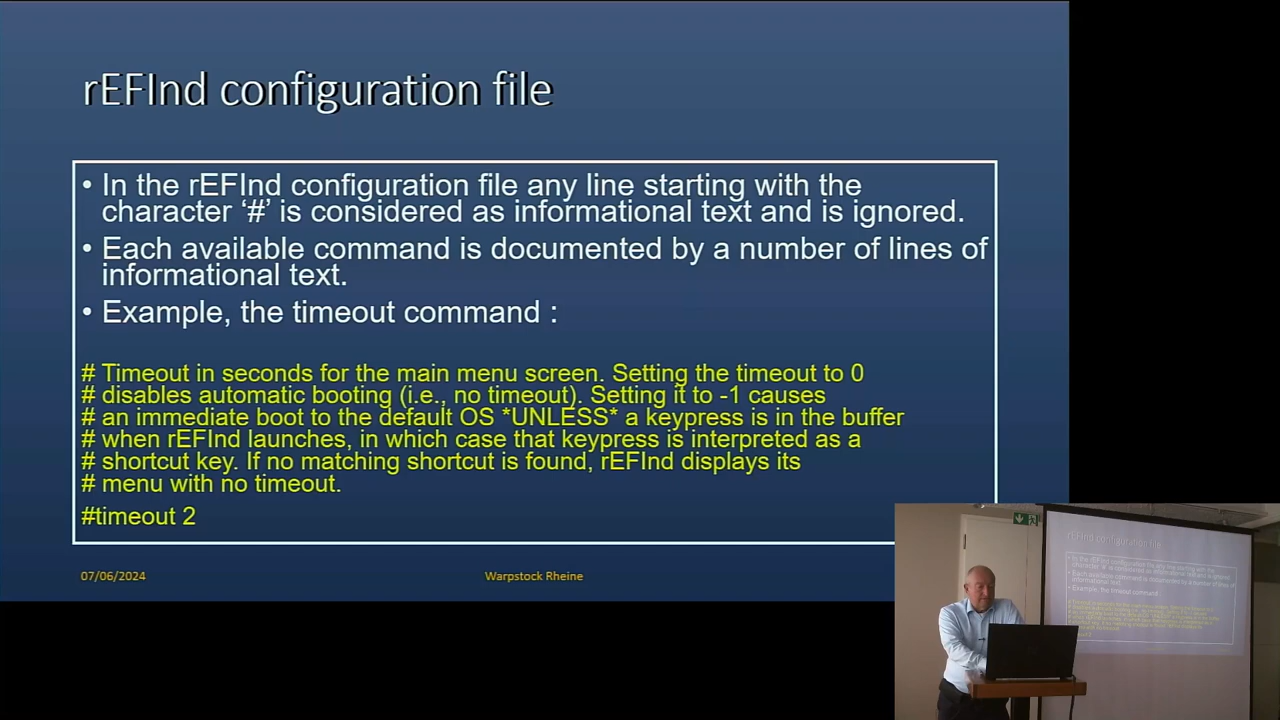 rEFInd configuration file
• In the rEFInd configuration file any line starting with the
character ‘#’ is considered as informational text and is ignored.
• Each available command is documented by a number of lines of
informational text.
• Example, the timeout command :
# Timeout in seconds for the main menu screen. Setting the timeout to 0
# disables automatic booting (i.e., no timeout). Setting it to -1 causes
# an immediate boot to the default OS *UNLESS* a keypress is in the buffer
# when rEFInd launches, in which case that keypress is interpreted as a
# shortcut key. If no matching shortcut is found, rEFInd displays its
# menu with no timeout.
#timeout 2
07/06/2024
Warpstock Rheine